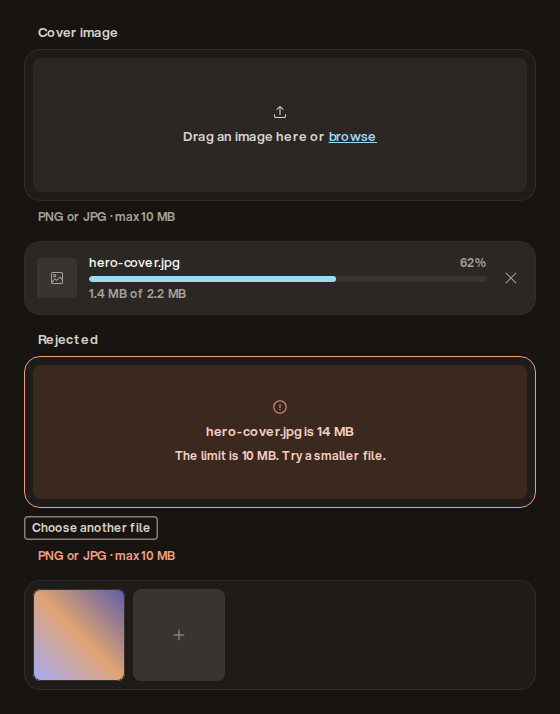 Cover image
Drag an image here or browse
PNG or JPG · max 10 MB
hero-cover.jpg
62%
1.4 MB of 2.2 MB
Rejected
hero-cover.jpg is 14 MB
The limit is 10 MB. Try a smaller file.
Choose another file
PNG or JPG · max 10 MB